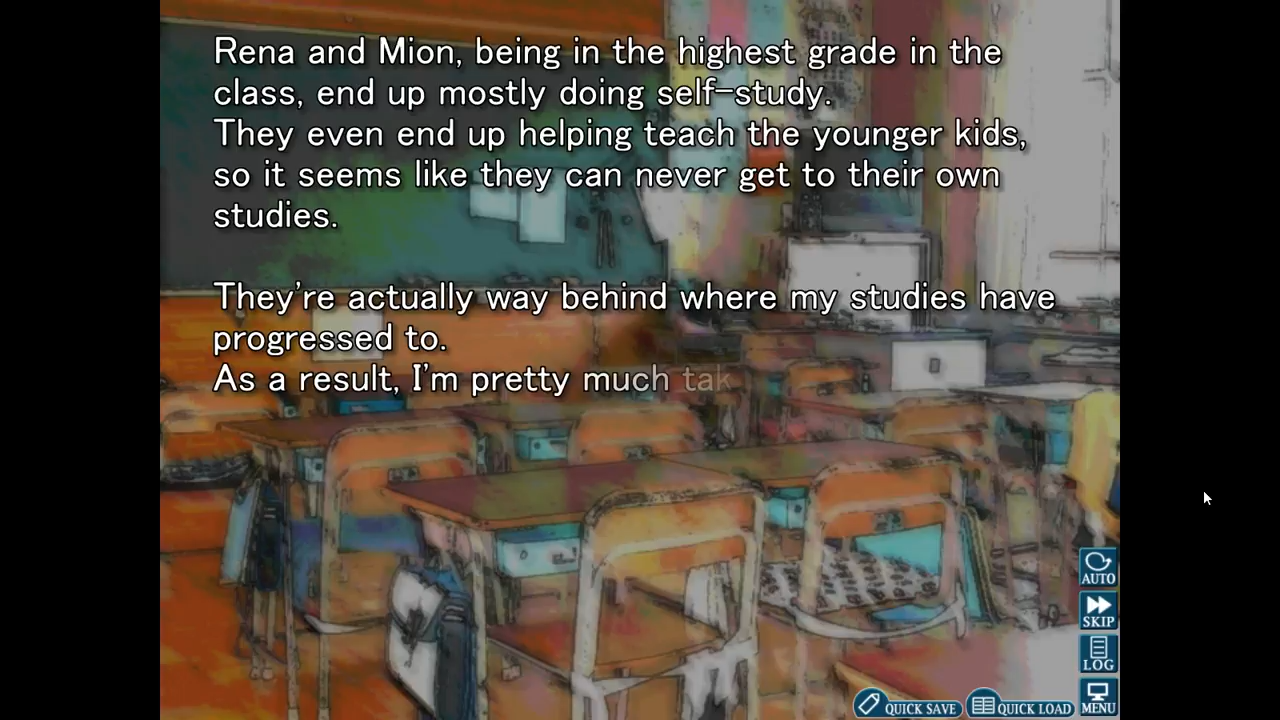 Rena and Mion, being in the highest grade in the
class, end up mostly doing self-study.
They even end up helping teach the younger kids,
so it seems like they can never get to their own
studies.
They're actually way behind where my studies have
progressed to.
As a result, I'm pretty much tak
AUTO
SKIP
LOG
QUICK SAVE
QUICK LOAD
MENU